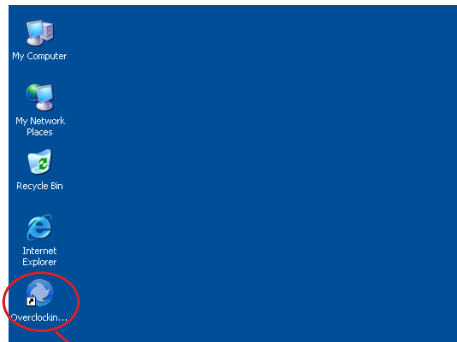 My Computer
My Network
Places
Recycle Bin
Internet
Explorer
Overclockin...